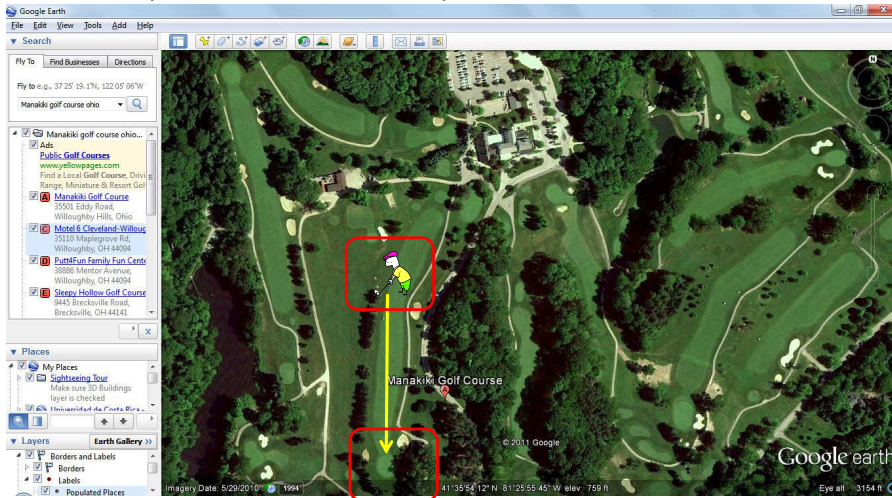 Google Earth
File Edit View Tools Add Help
Search
Fly To Find Businesses Directions
Fly to e.g., 37 25' 19.1"N, 122 05' 06"W
Manakiki golf course ohio
Manakiki golf course ohio...
Ads
Public Golf Courses
www.yellowpages.com
Find a Local Golf Course, Drivi
Range, Miniature & Resort Golf
A Manakiki Golf Course
35501 Eddy Road,
Willoughby Hills, Ohio
C Motel 6 Cleveland-Willoug
35110 Maplegrove Rd,
Willoughby, OH 44094
D Putt4Fun Family Fun Cente
38886 Mentor Avenue,
Willoughby, OH 44094
E Sleepy Hollow Golf Course
9445 Brecksville Road,
Brecksville, OH 44141
Places
My Places
Sightseeing Tour
Make sure 3D Buildings
layer is checked
Universidad de Costa Rica -
Layers Earth Gallery >>
Borders and Labels
Borders
Labels
Populated Places
N
Manakiki Golf Course
A
© 2011 Google
Google earth
Imagery Date: 5/29/2010 1994 41°35'54.12" N 81°25'55.45" W elev 759 ft Eye alt 3154 ft